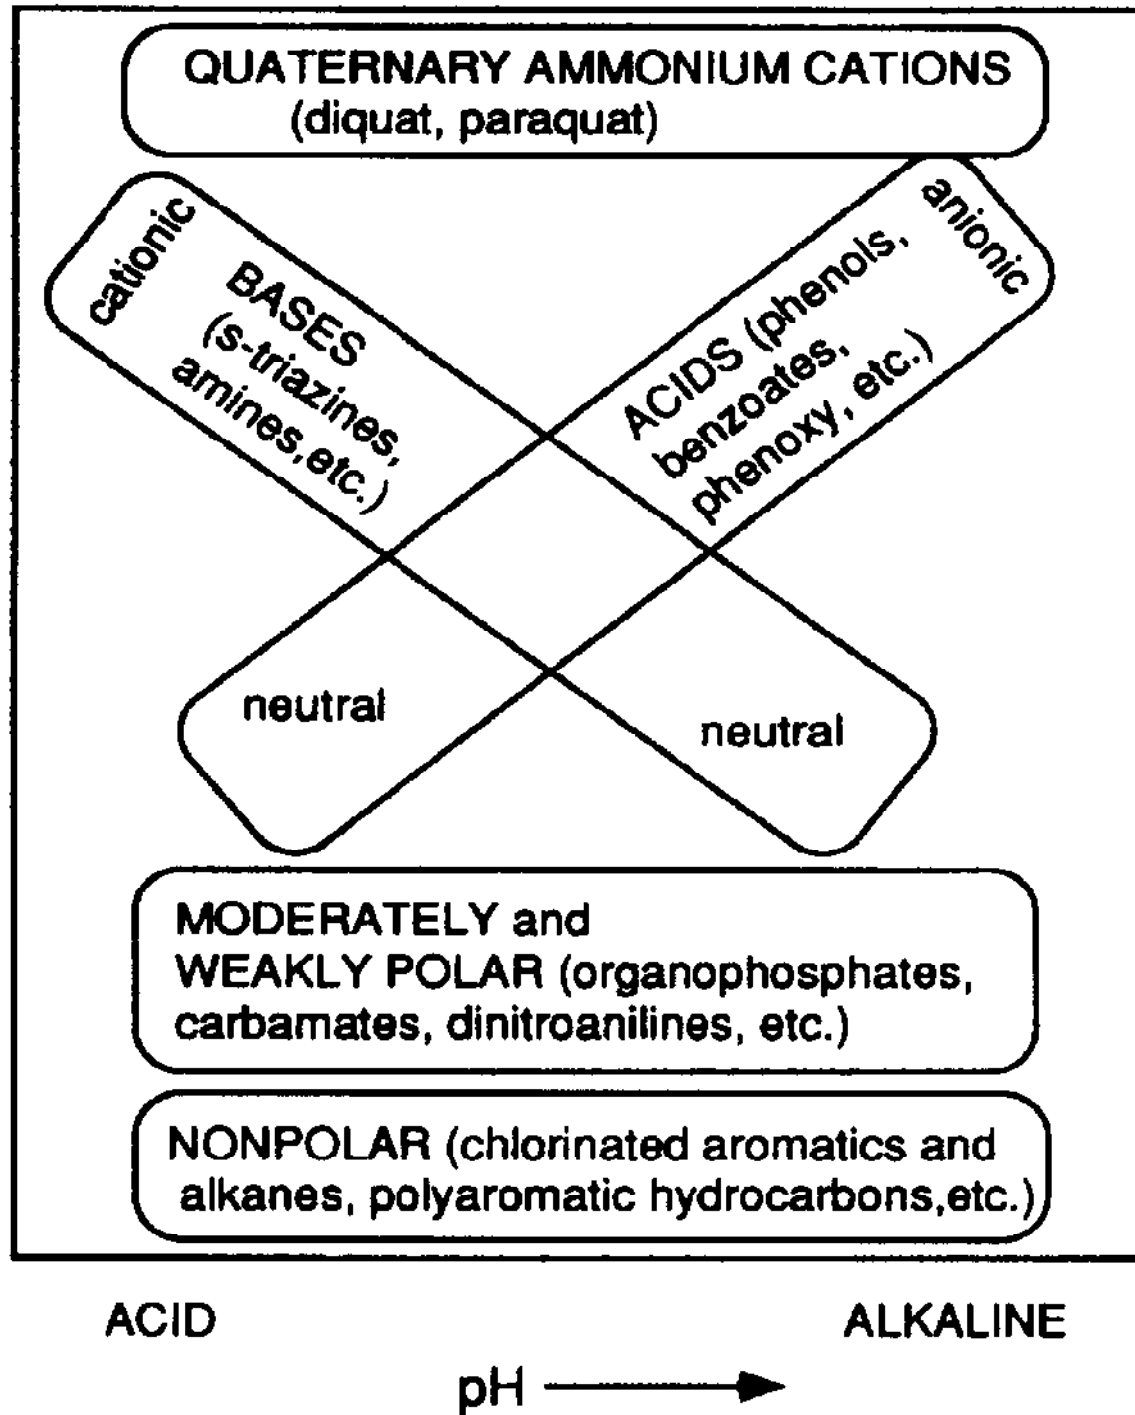 QUATERNARY AMMONIUM CATIONS
(diquat, paraquat)
cationic
BASES
(s-triazines,
amines,etc.)
ACIDS (phenols,
benzoates,
phenoxy, etc.)
anionic
neutral
neutral
MODERATELY and
WEAKLY POLAR (organophosphates,
carbamates, dinitroanilines, etc.)
NONPOLAR (chlorinated aromatics and
alkanes, polyaromatic hydrocarbons,etc.)
ACID
ALKALINE
pH